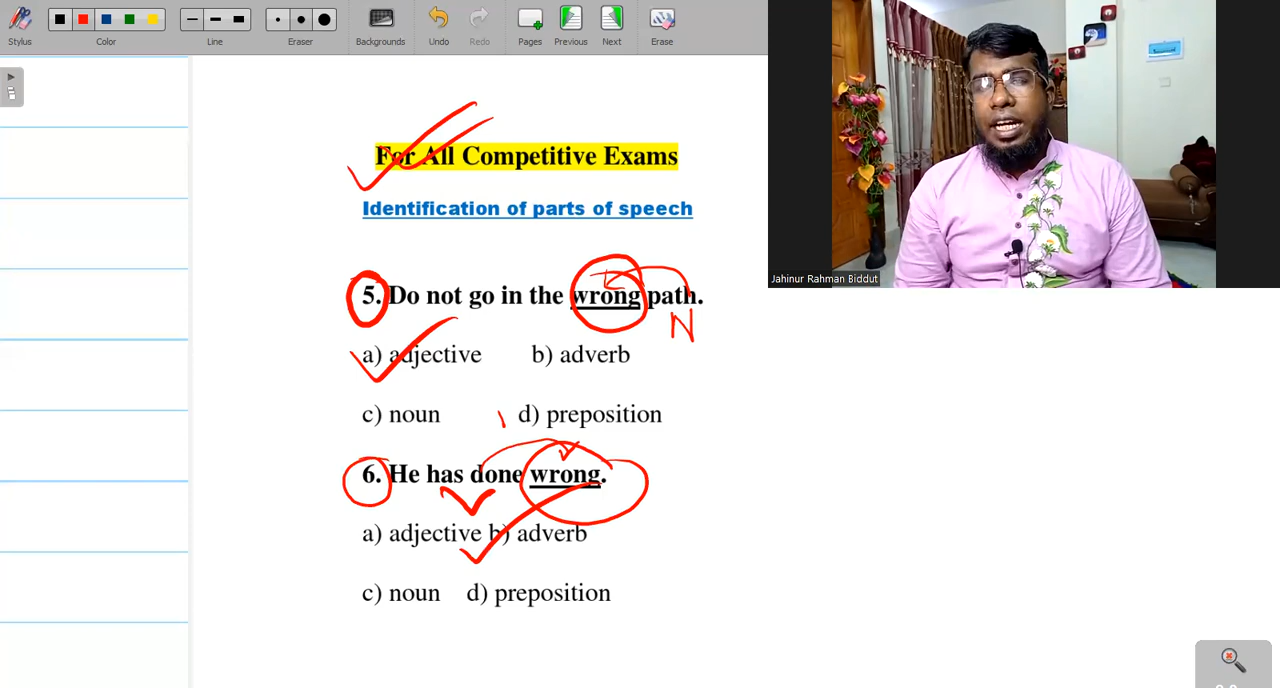 Stylus Color Line Eraser Backgrounds Undo Redo Pages Previous Next Erase
For All Competitive Exams
Identification of parts of speech
5. Do not go in the wrong path.
N
a) adjective b) adverb
c) noun d) preposition
6. He has done wrong.
a) adjective b) adverb
c) noun d) preposition
Jahinur Rahman Biddut